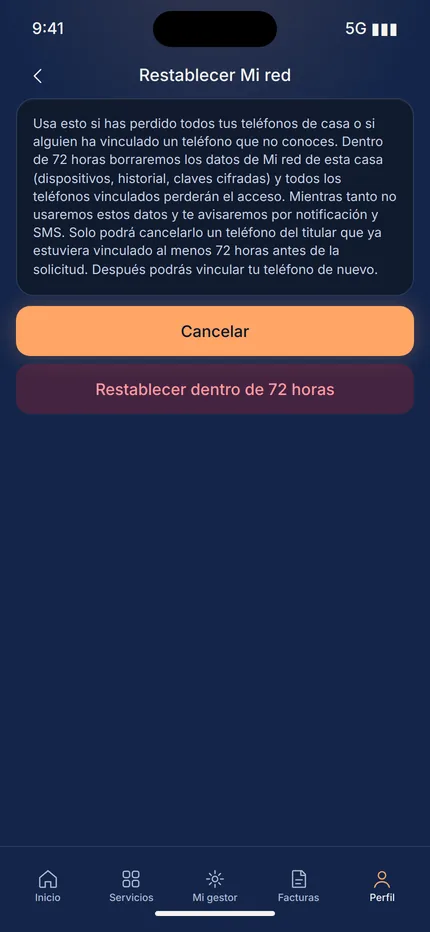 9:41
5G
Restablecer Mi red
Usa esto si has perdido todos tus teléfonos de casa o si
alguien ha vinculado un teléfono que no conoces. Dentro
de 72 horas borraremos los datos de Mi red de esta casa
(dispositivos, historial, claves cifradas) y todos los
teléfonos vinculados perderán el acceso. Mientras tanto no
usaremos estos datos y te avisaremos por notificación y
SMS. Solo podrá cancelarlo un teléfono del titular que ya
estuviera vinculado al menos 72 horas antes de la
solicitud. Después podrás vincular tu teléfono de nuevo.
Cancelar
Restablecer dentro de 72 horas
Inicio
Servicios
Mi gestor
Facturas
Perfil